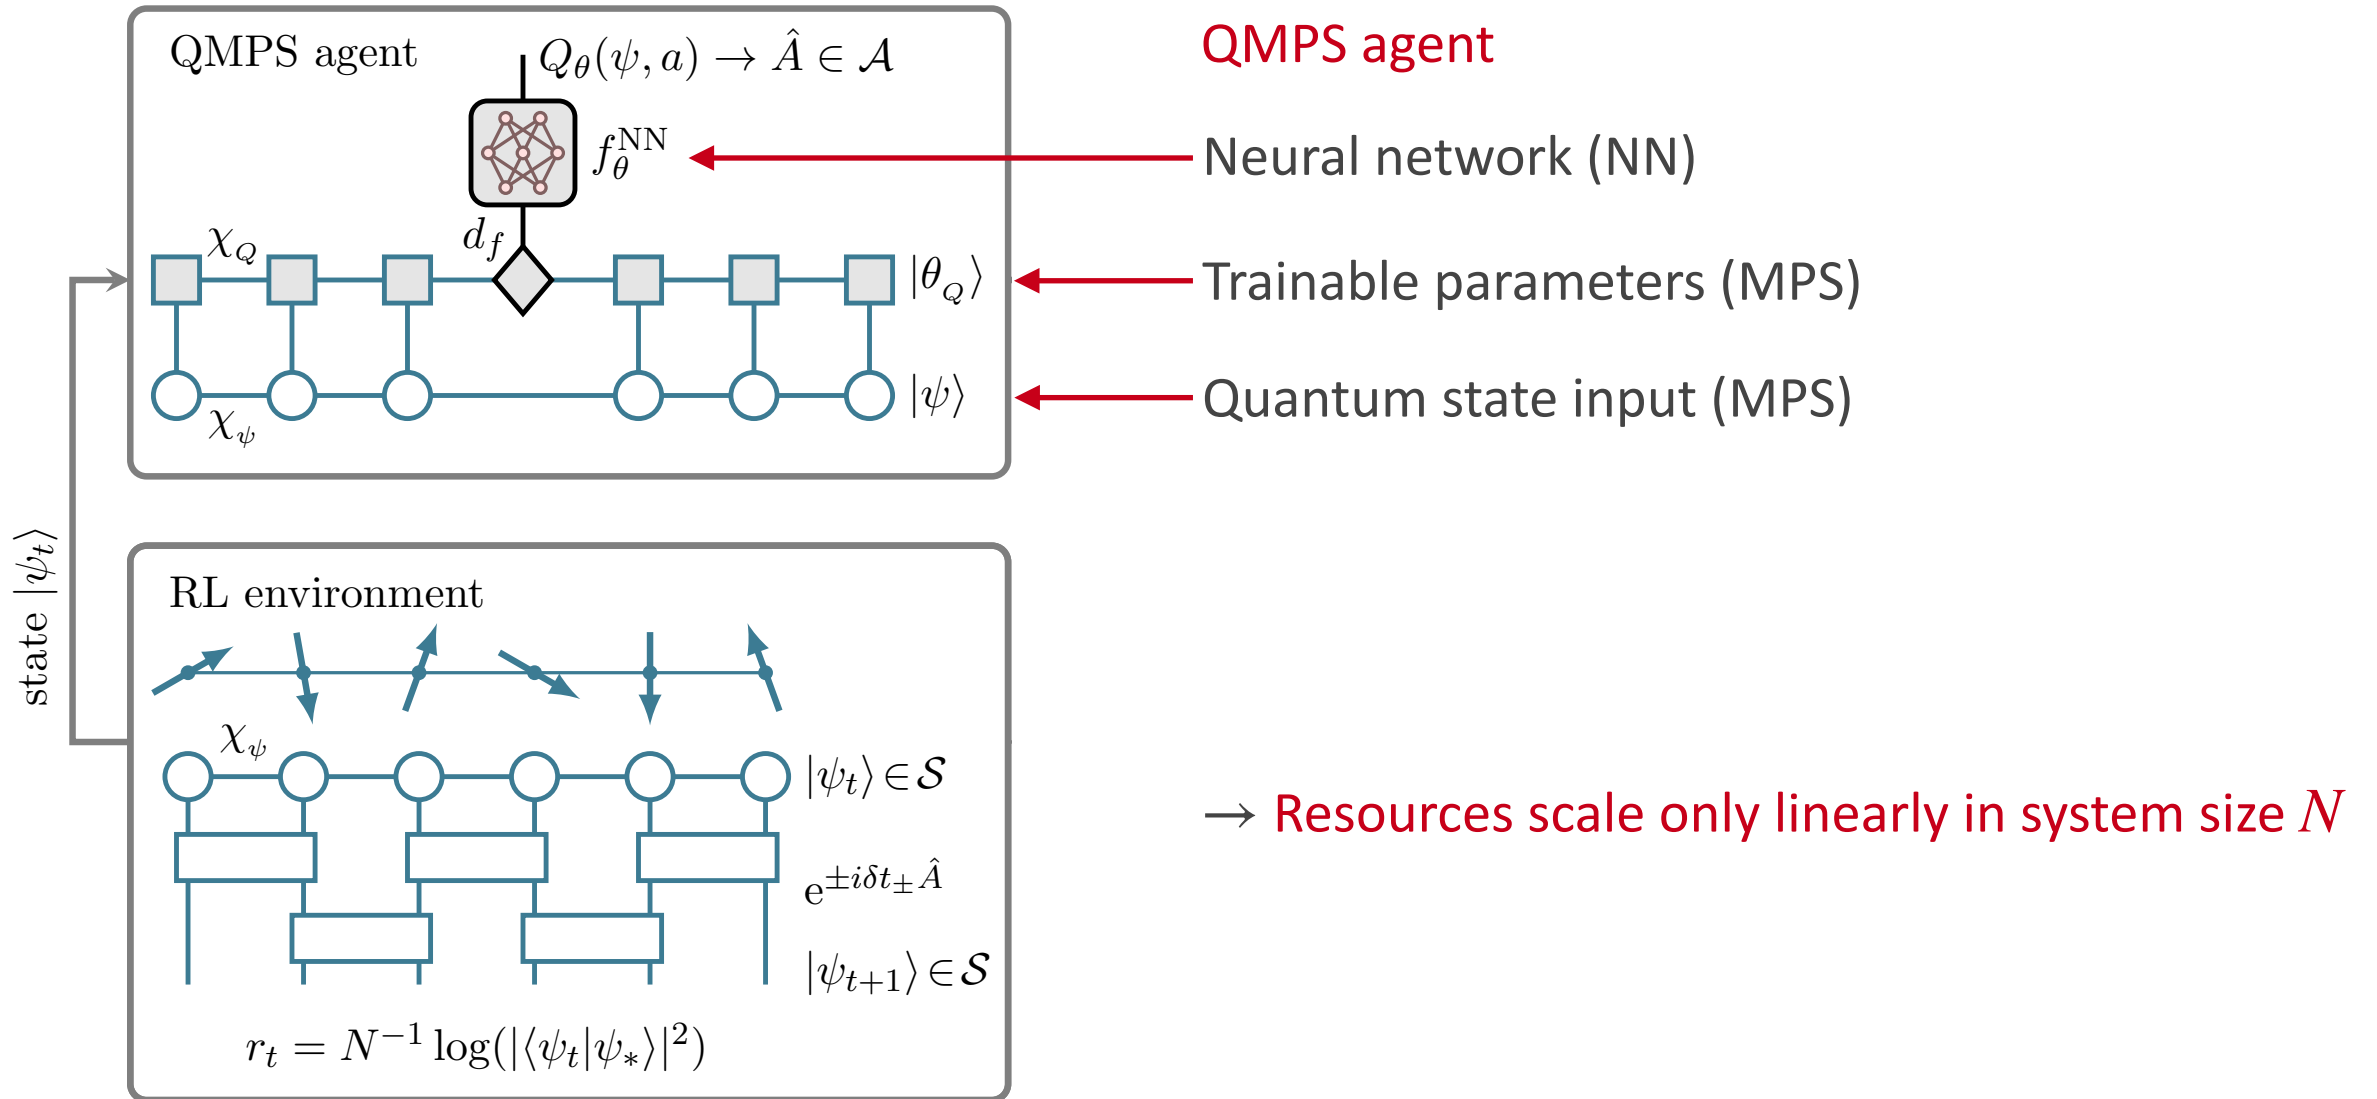 QMPS agent
Q_θ(ψ, a) → Â ∈ 𝒜
f_θ^NN
d_f
χ_Q
|θ_Q⟩
|ψ⟩
χ_ψ
QMPS agent
Neural network (NN)
Trainable parameters (MPS)
Quantum state input (MPS)
state |ψ_t⟩
RL environment
χ_ψ
|ψ_t⟩ ∈ 𝒮
e^{±iδt_± Â}
|ψ_{t+1}⟩ ∈ 𝒮
r_t = N^{-1} log(|⟨ψ_t|ψ_*⟩|^2)
→ Resources scale only linearly in system size N